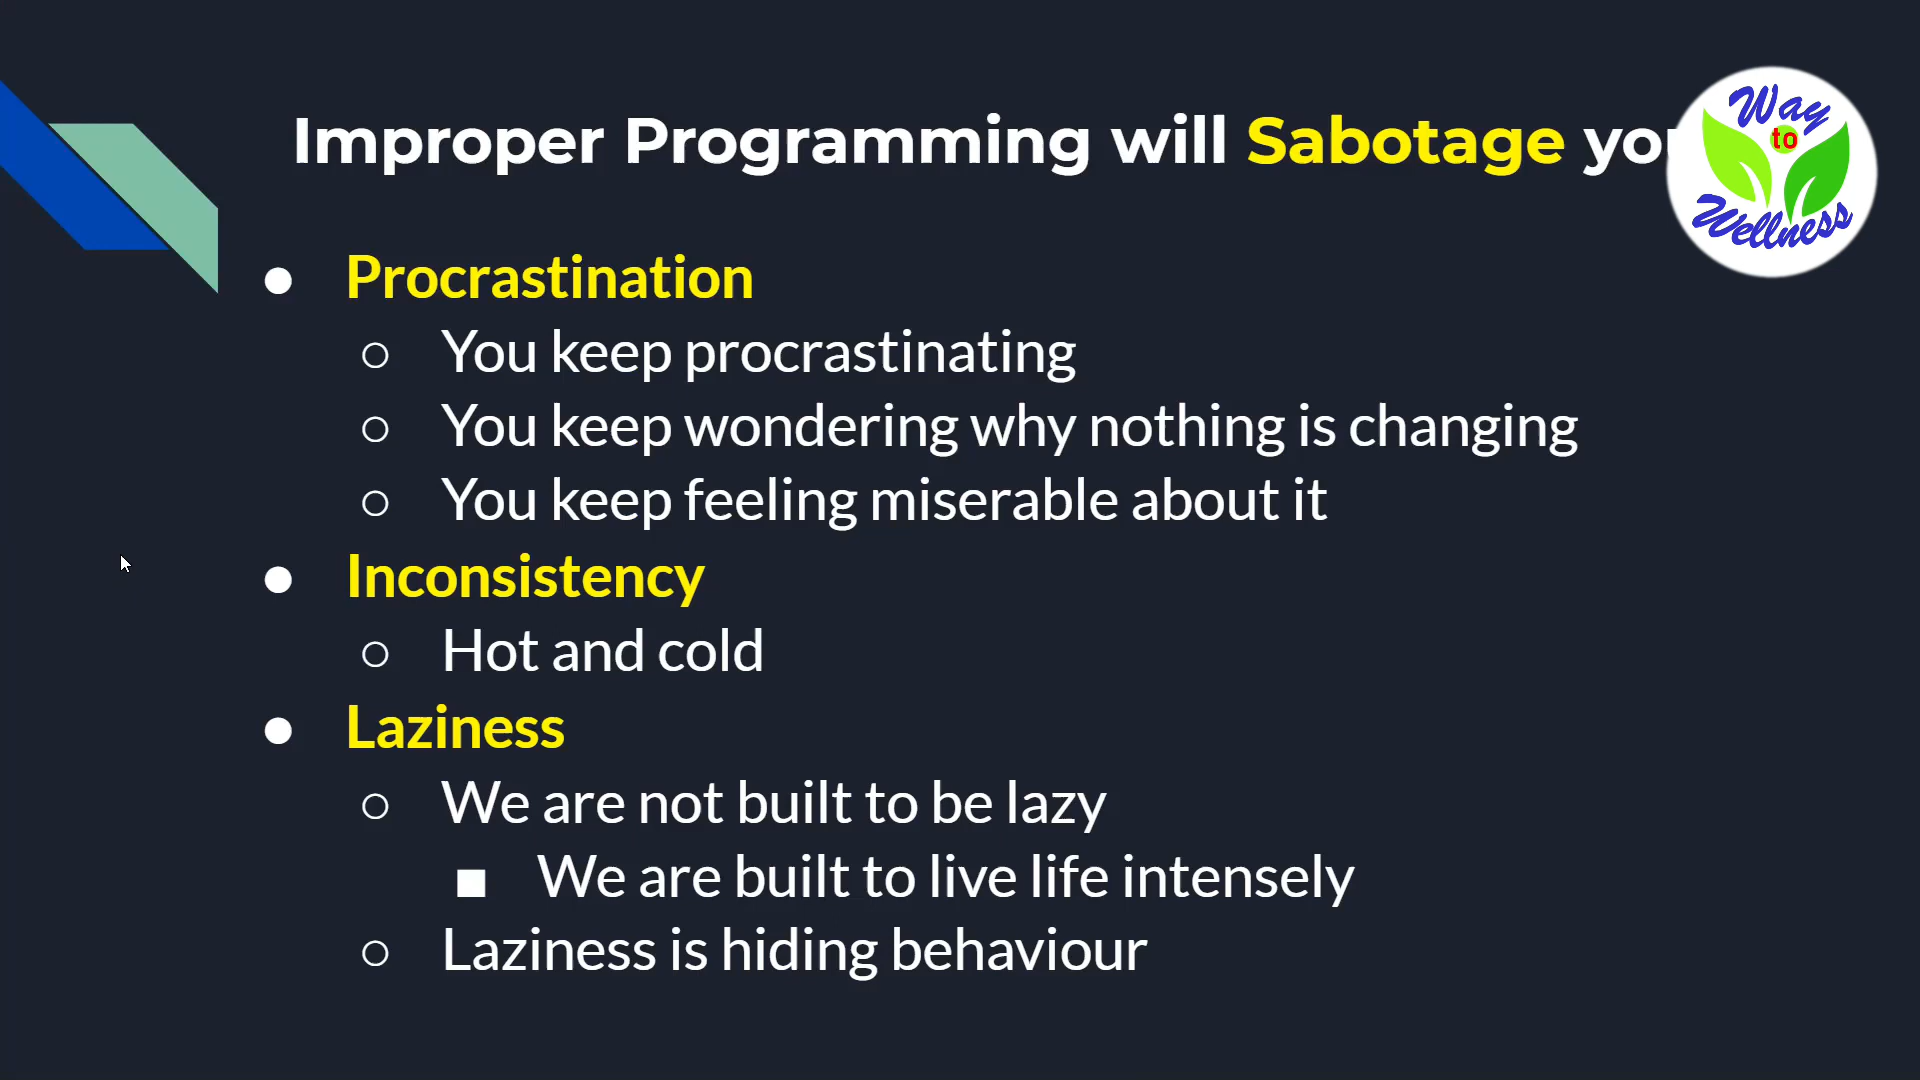 Improper Programming will Sabotage
Way
to
Wellness
● Procrastination
○ You keep procrastinating
○ You keep wondering why nothing is changing
○ You keep feeling miserable about it
● Inconsistency
○ Hot and cold
● Laziness
○ We are not built to be lazy
■ We are built to live life intensely
○ Laziness is hiding behaviour